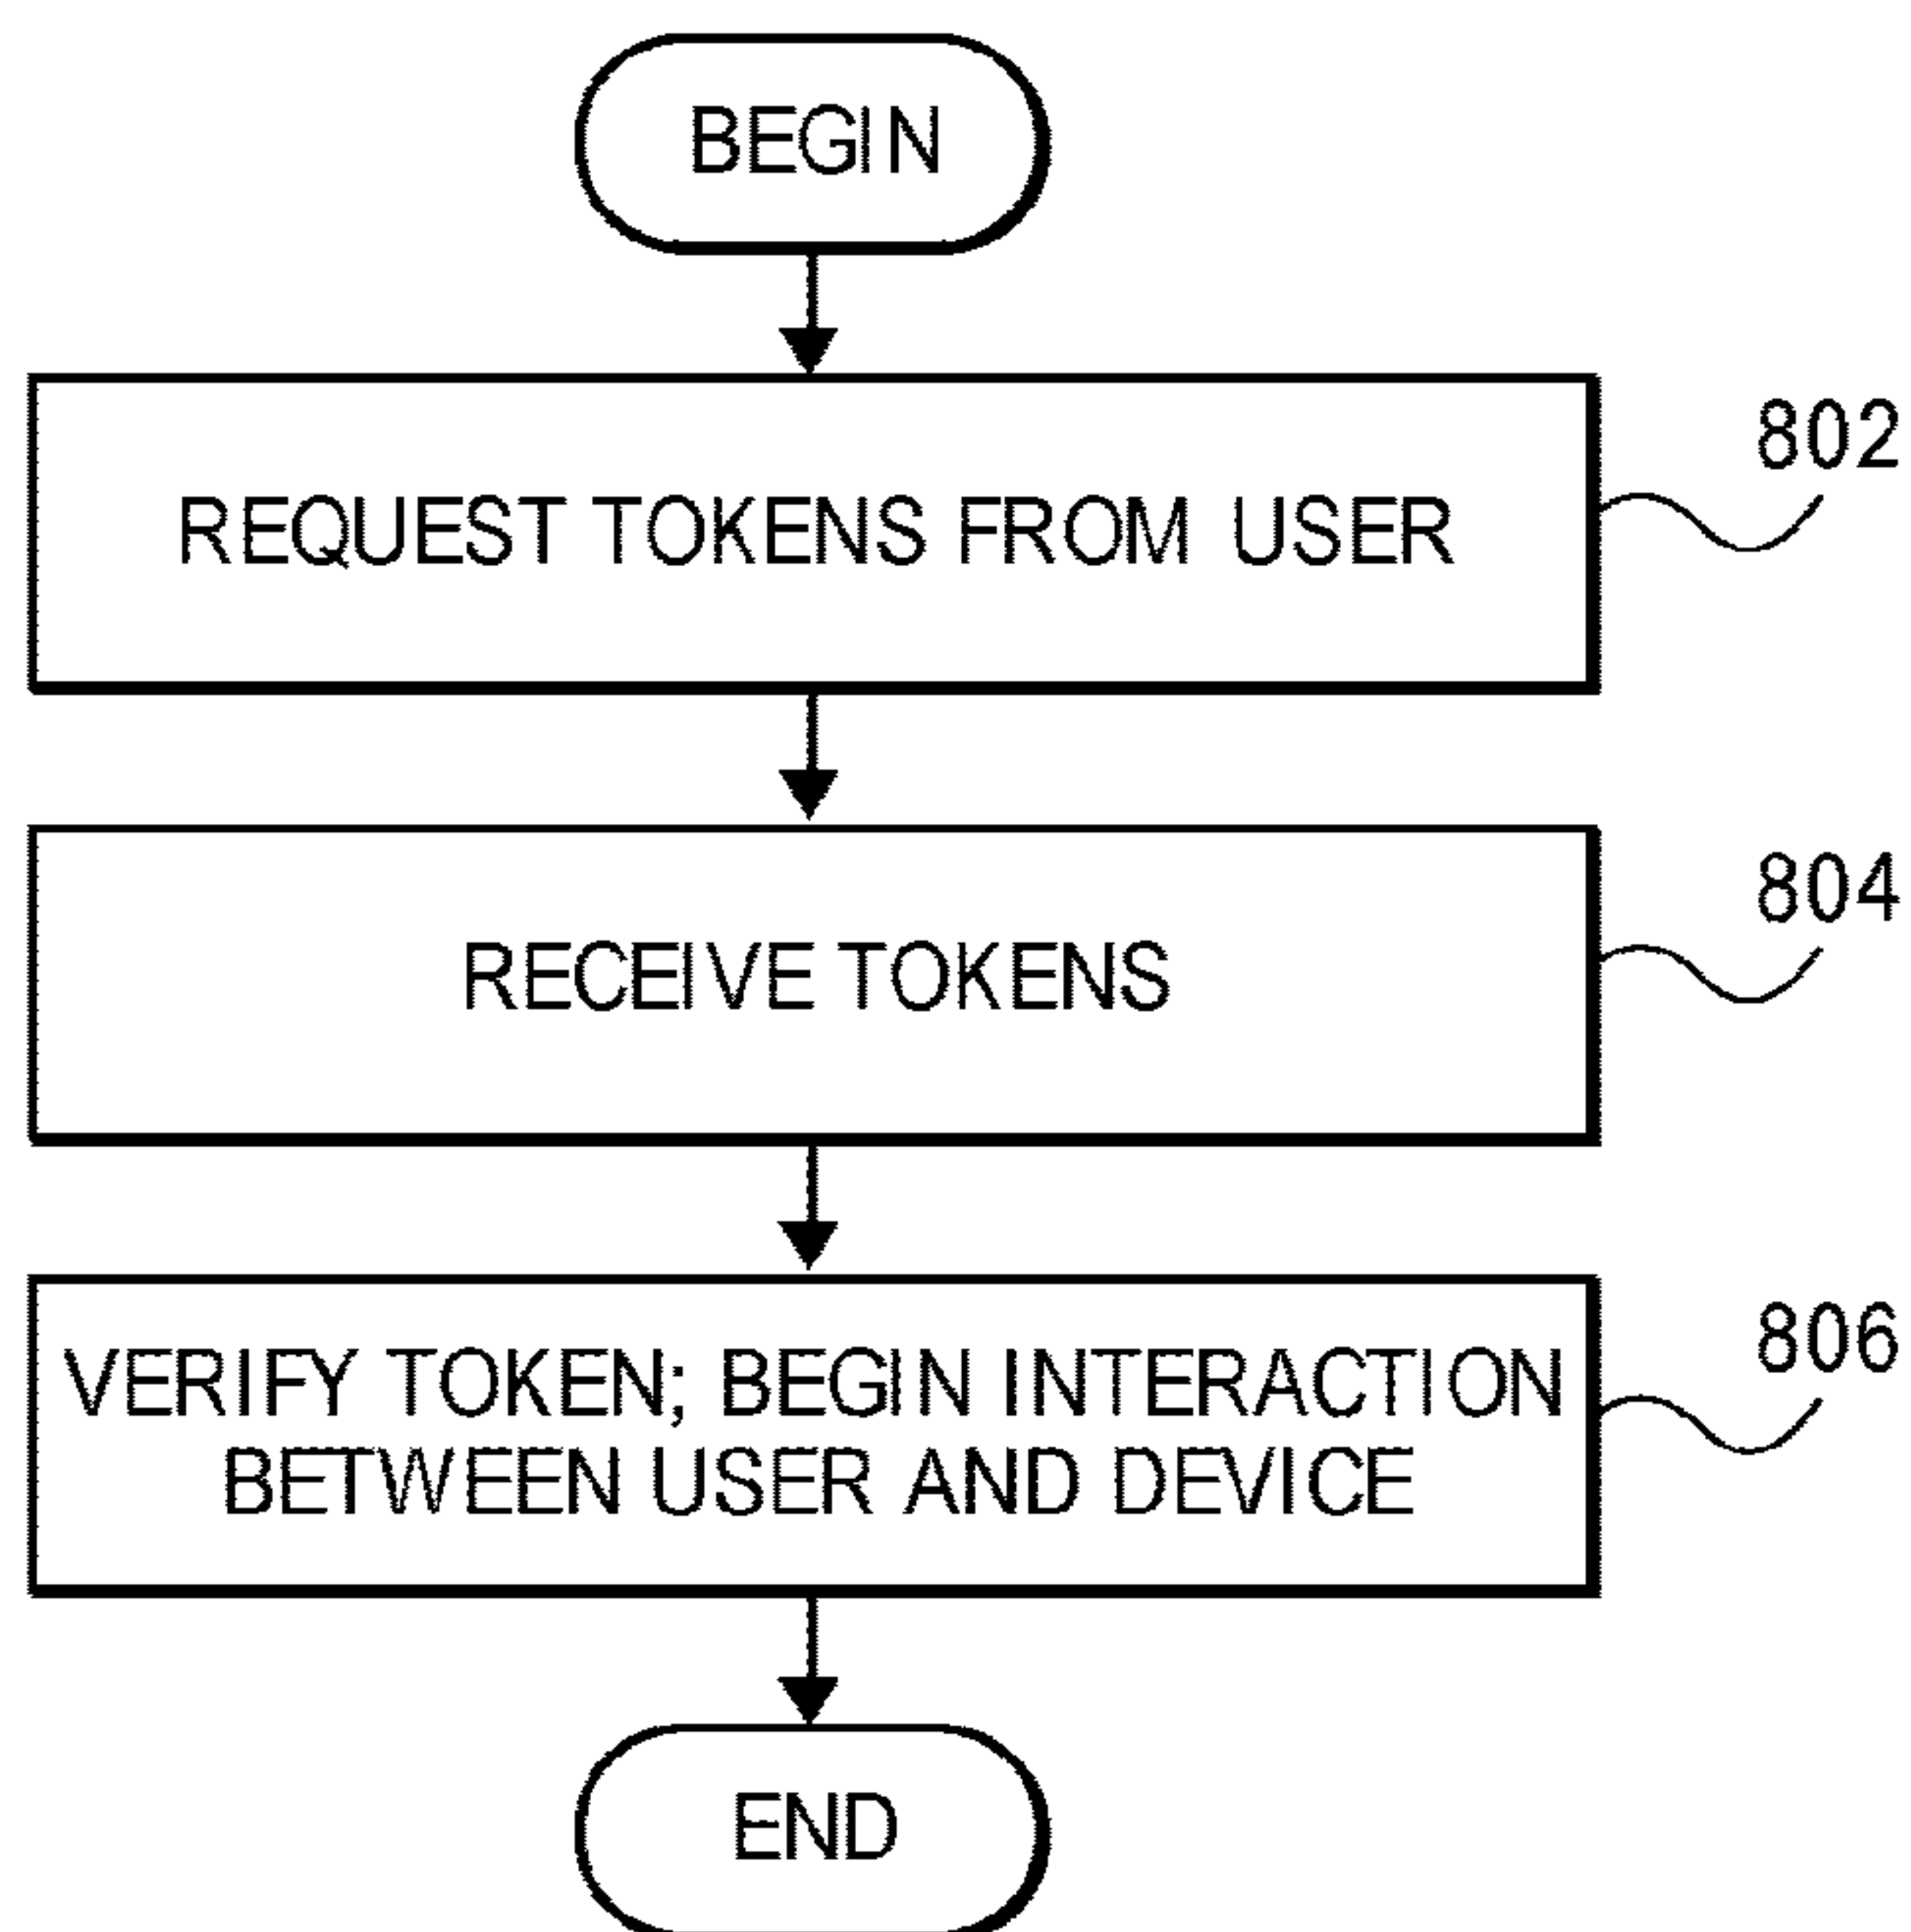 BEGIN
REQUEST TOKENS FROM USER
802
RECEIVE TOKENS
804
VERIFY TOKEN; BEGIN INTERACTION
BETWEEN USER AND DEVICE
806
END